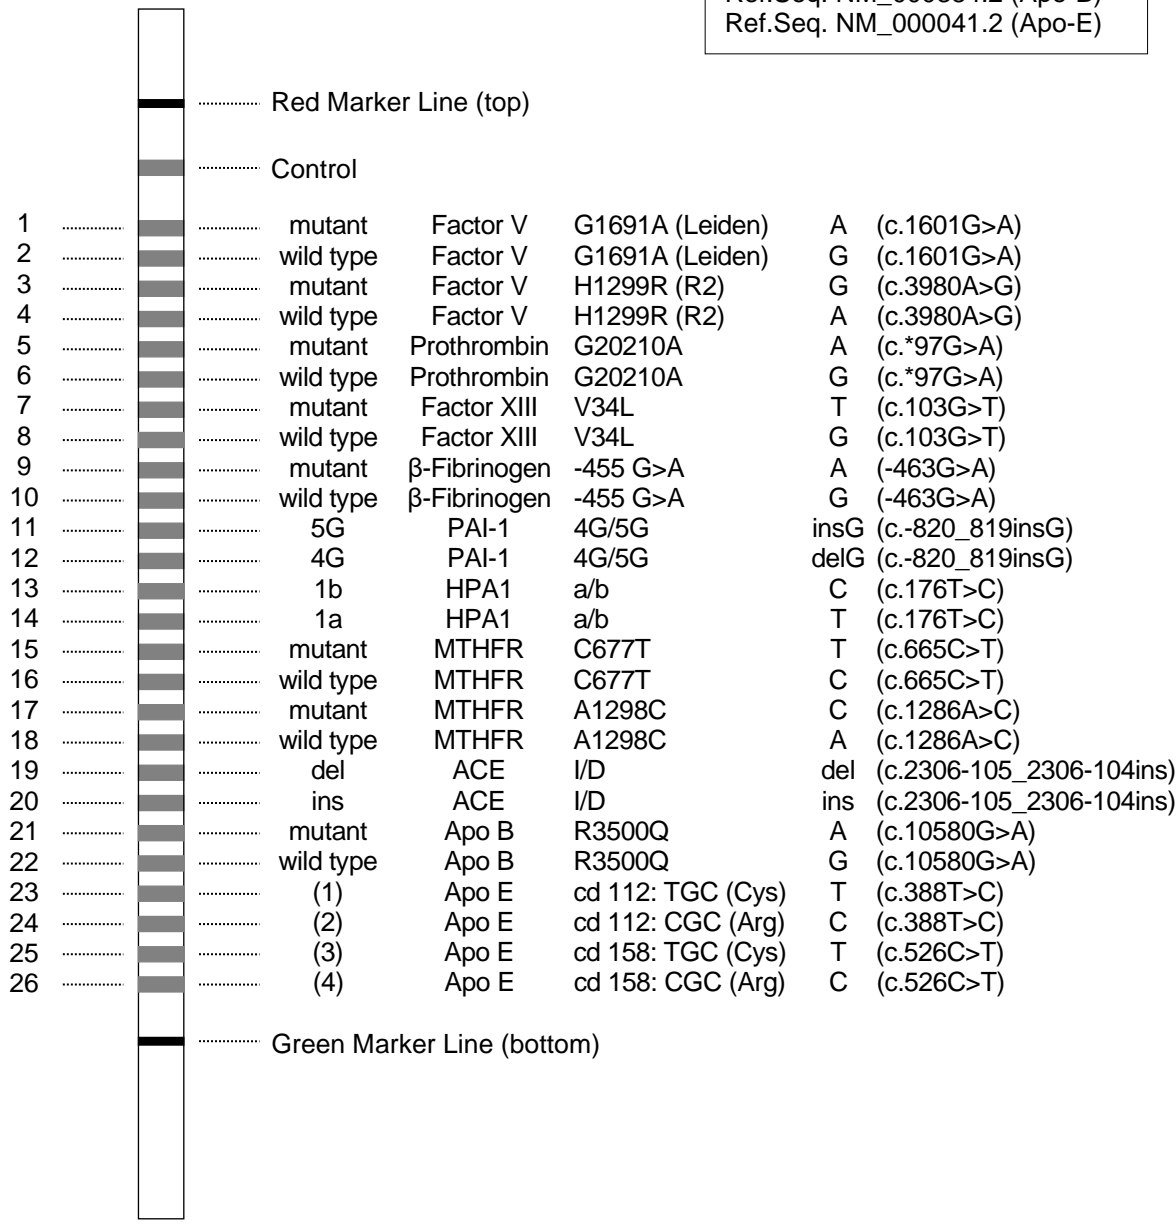 Ref.Seq. NM_000041.2 (Apo-E)
Red Marker Line (top)
Control
1 mutant Factor V G1691A (Leiden) A (c.1601G>A)
2 wild type Factor V G1691A (Leiden) G (c.1601G>A)
3 mutant Factor V H1299R (R2) G (c.3980A>G)
4 wild type Factor V H1299R (R2) A (c.3980A>G)
5 mutant Prothrombin G20210A A (c.*97G>A)
6 wild type Prothrombin G20210A G (c.*97G>A)
7 mutant Factor XIII V34L T (c.103G>T)
8 wild type Factor XIII V34L G (c.103G>T)
9 mutant β-Fibrinogen -455 G>A A (-463G>A)
10 wild type β-Fibrinogen -455 G>A G (-463G>A)
11 5G PAI-1 4G/5G insG (c.-820_819insG)
12 4G PAI-1 4G/5G delG (c.-820_819insG)
13 1b HPA1 a/b C (c.176T>C)
14 1a HPA1 a/b T (c.176T>C)
15 mutant MTHFR C677T T (c.665C>T)
16 wild type MTHFR C677T C (c.665C>T)
17 mutant MTHFR A1298C C (c.1286A>C)
18 wild type MTHFR A1298C A (c.1286A>C)
19 del ACE I/D del (c.2306-105_2306-104ins)
20 ins ACE I/D ins (c.2306-105_2306-104ins)
21 mutant Apo B R3500Q A (c.10580G>A)
22 wild type Apo B R3500Q G (c.10580G>A)
23 (1) Apo E cd 112: TGC (Cys) T (c.388T>C)
24 (2) Apo E cd 112: CGC (Arg) C (c.388T>C)
25 (3) Apo E cd 158: TGC (Cys) T (c.526C>T)
26 (4) Apo E cd 158: CGC (Arg) C (c.526C>T)
Green Marker Line (bottom)